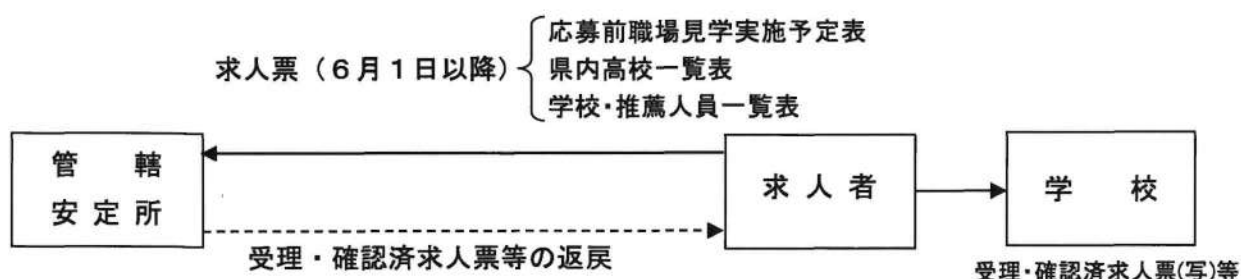 応募前職場見学実施予定表
求人票（６月１日以降）
県内高校一覧表
学校・推薦人員一覧表
管轄
安定所
求人者
学校
受理・確認済求人票等の返戻
受理・確認済求人票(写)等